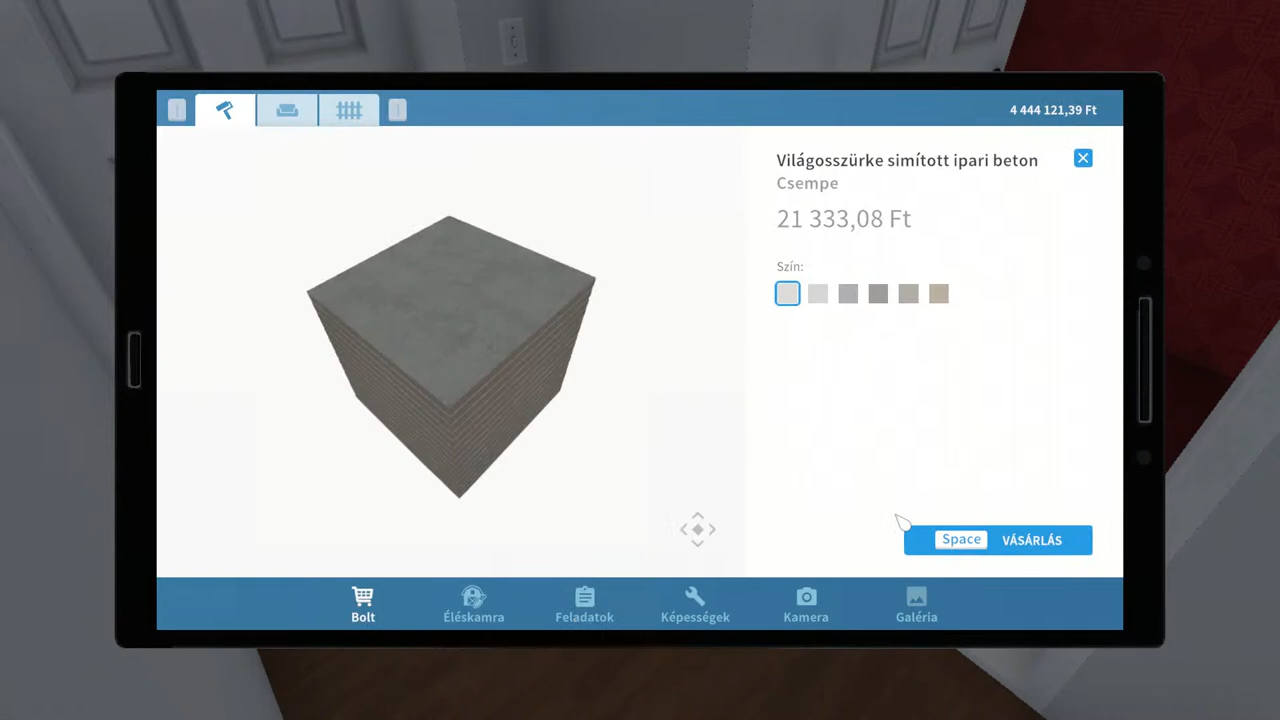 4 444 121,39 Ft
Világosszürke simított ipari beton
Csempe
21 333,08 Ft
Szín:
Space VÁSÁRLÁS
Bolt Éléskamra Feladatok Képességek Kamera Galéria